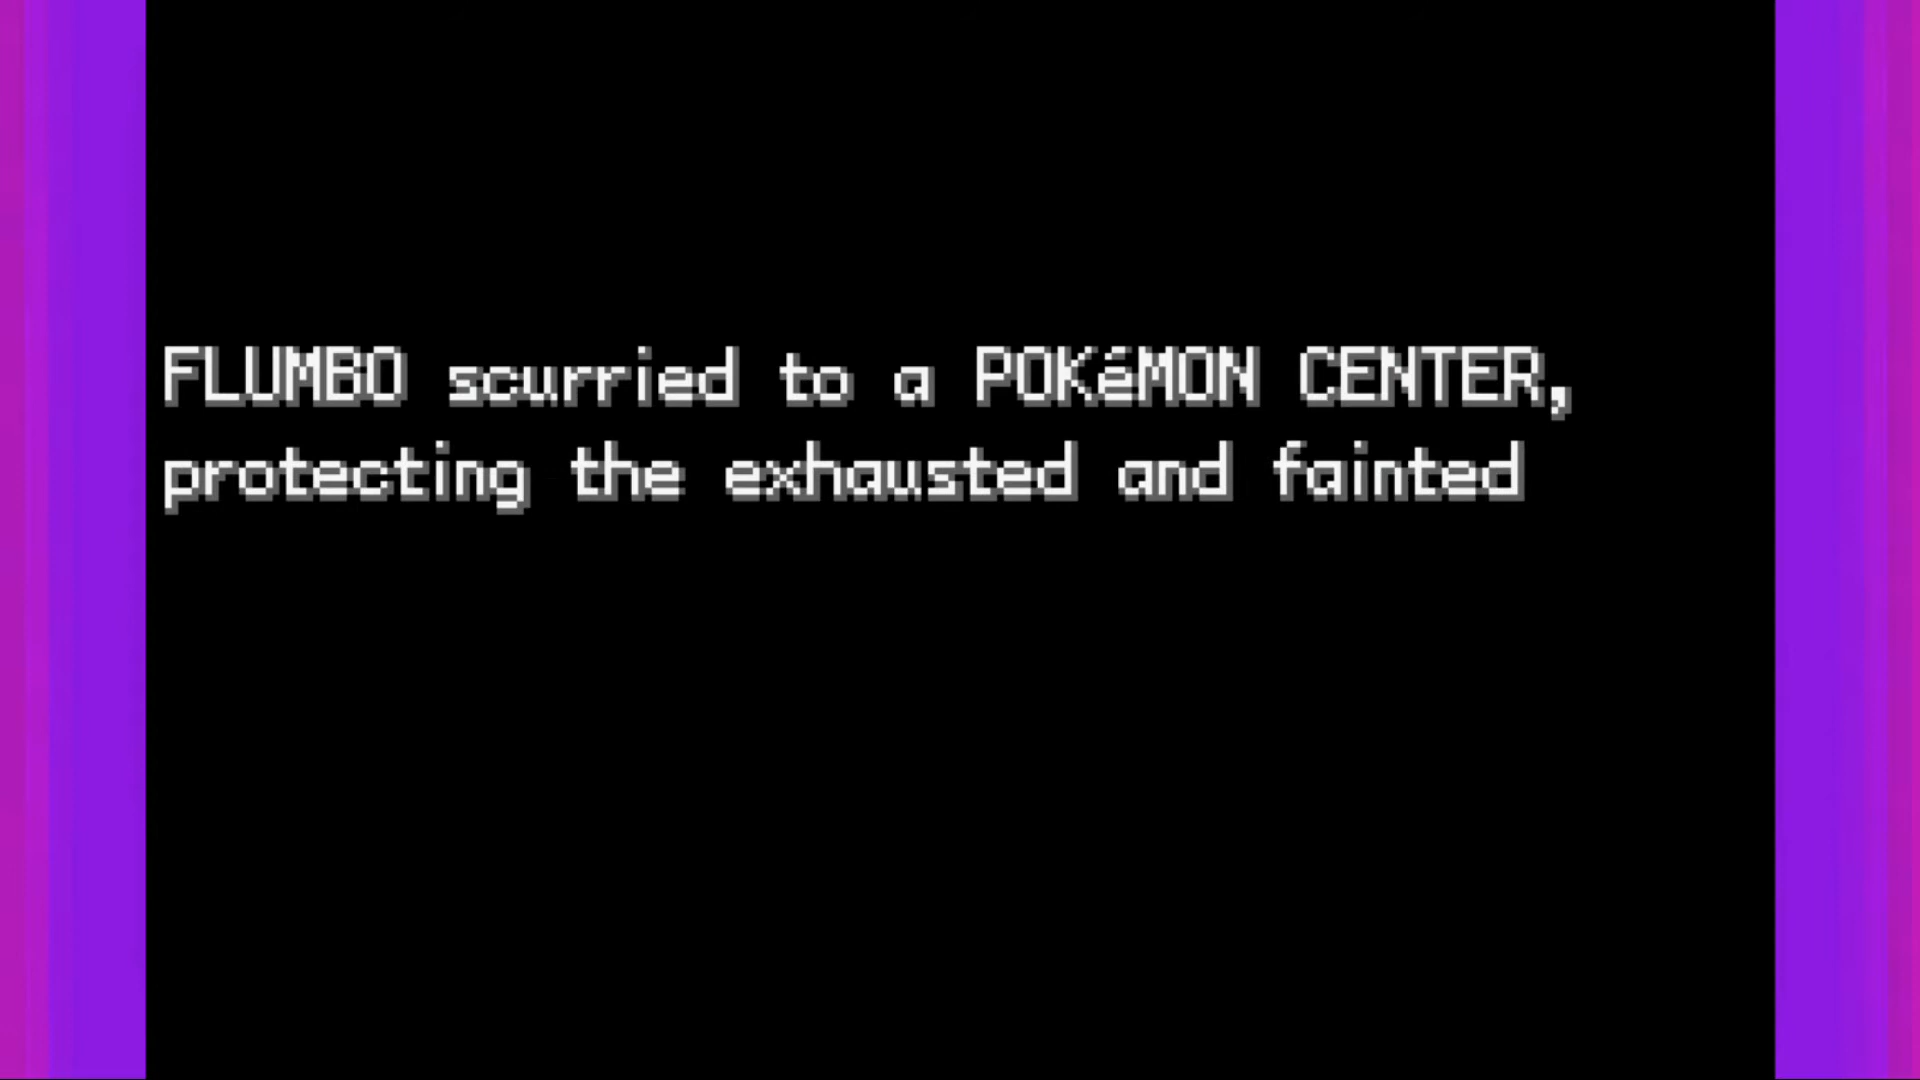 FLUMBO scurried to a POKéMON CENTER,
protecting the exhausted and fainted